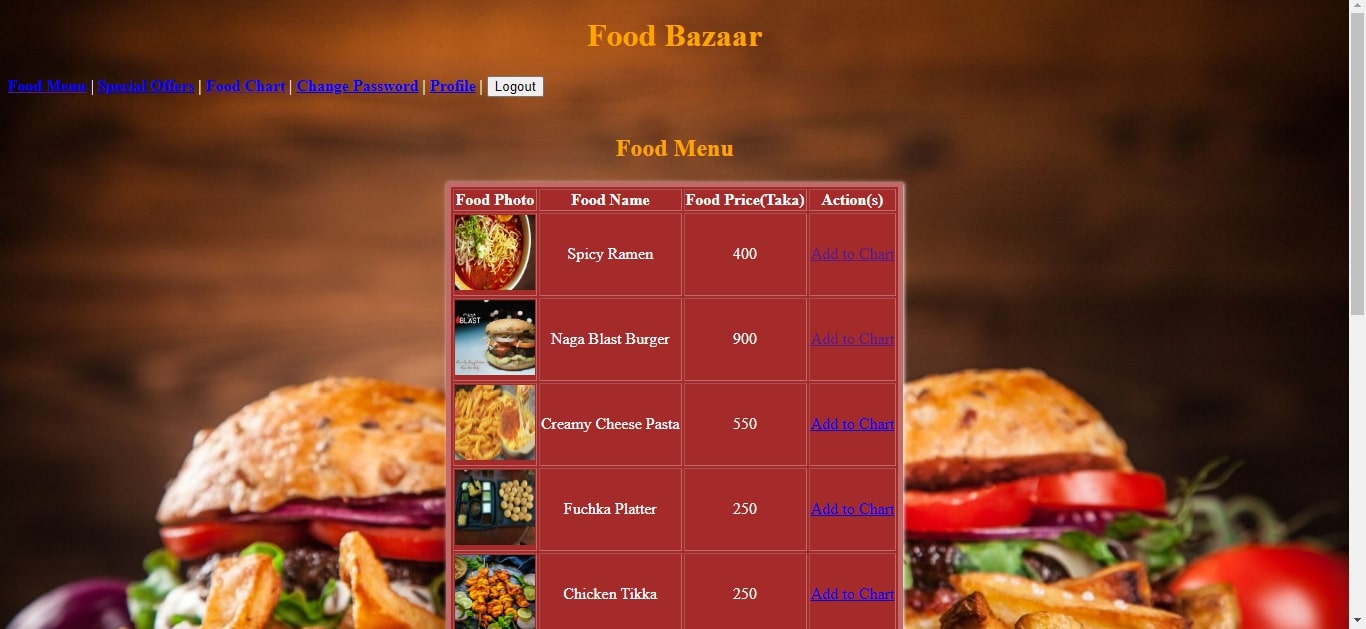 Food Bazaar
Food Menu | Special Offers | Food Chart | Change Password | Profile | Logout
Food Menu
Food Photo Food Name Food Price(Taka) Action(s)
Spicy Ramen 400 Add to Chart
BLAST
Naga Blast Burger 900 Add to Chart
Creamy Cheese Pasta 550 Add to Chart
Fuchka Platter 250 Add to Chart
Chicken Tikka 250 Add to Chart